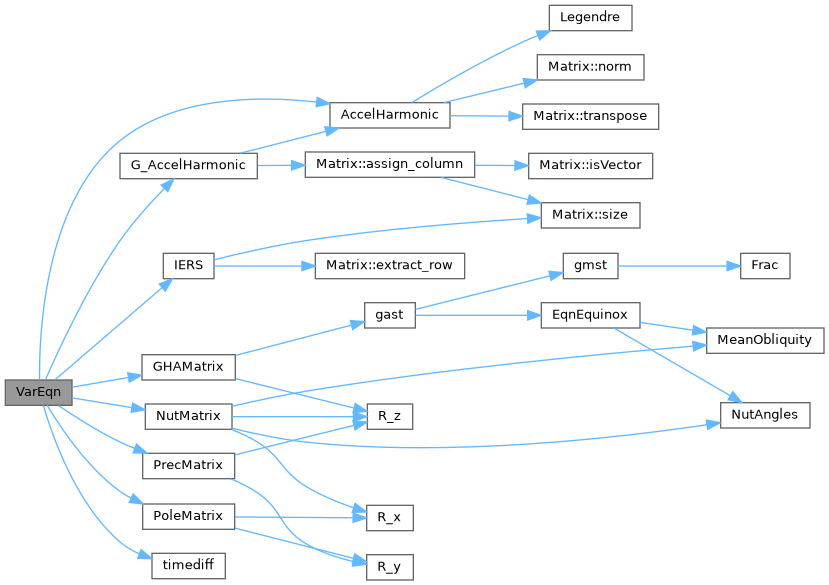 Legendre
Matrix::norm
AccelHarmonic
Matrix::transpose
G_AccelHarmonic
Matrix::assign_column
Matrix::isVector
Matrix::size
IERS
Matrix::extract_row
gmst
Frac
gast
EqnEquinox
MeanObliquity
GHAMatrix
VarEqn
NutMatrix
R_z
NutAngles
PrecMatrix
PoleMatrix
R_x
timediff
R_y